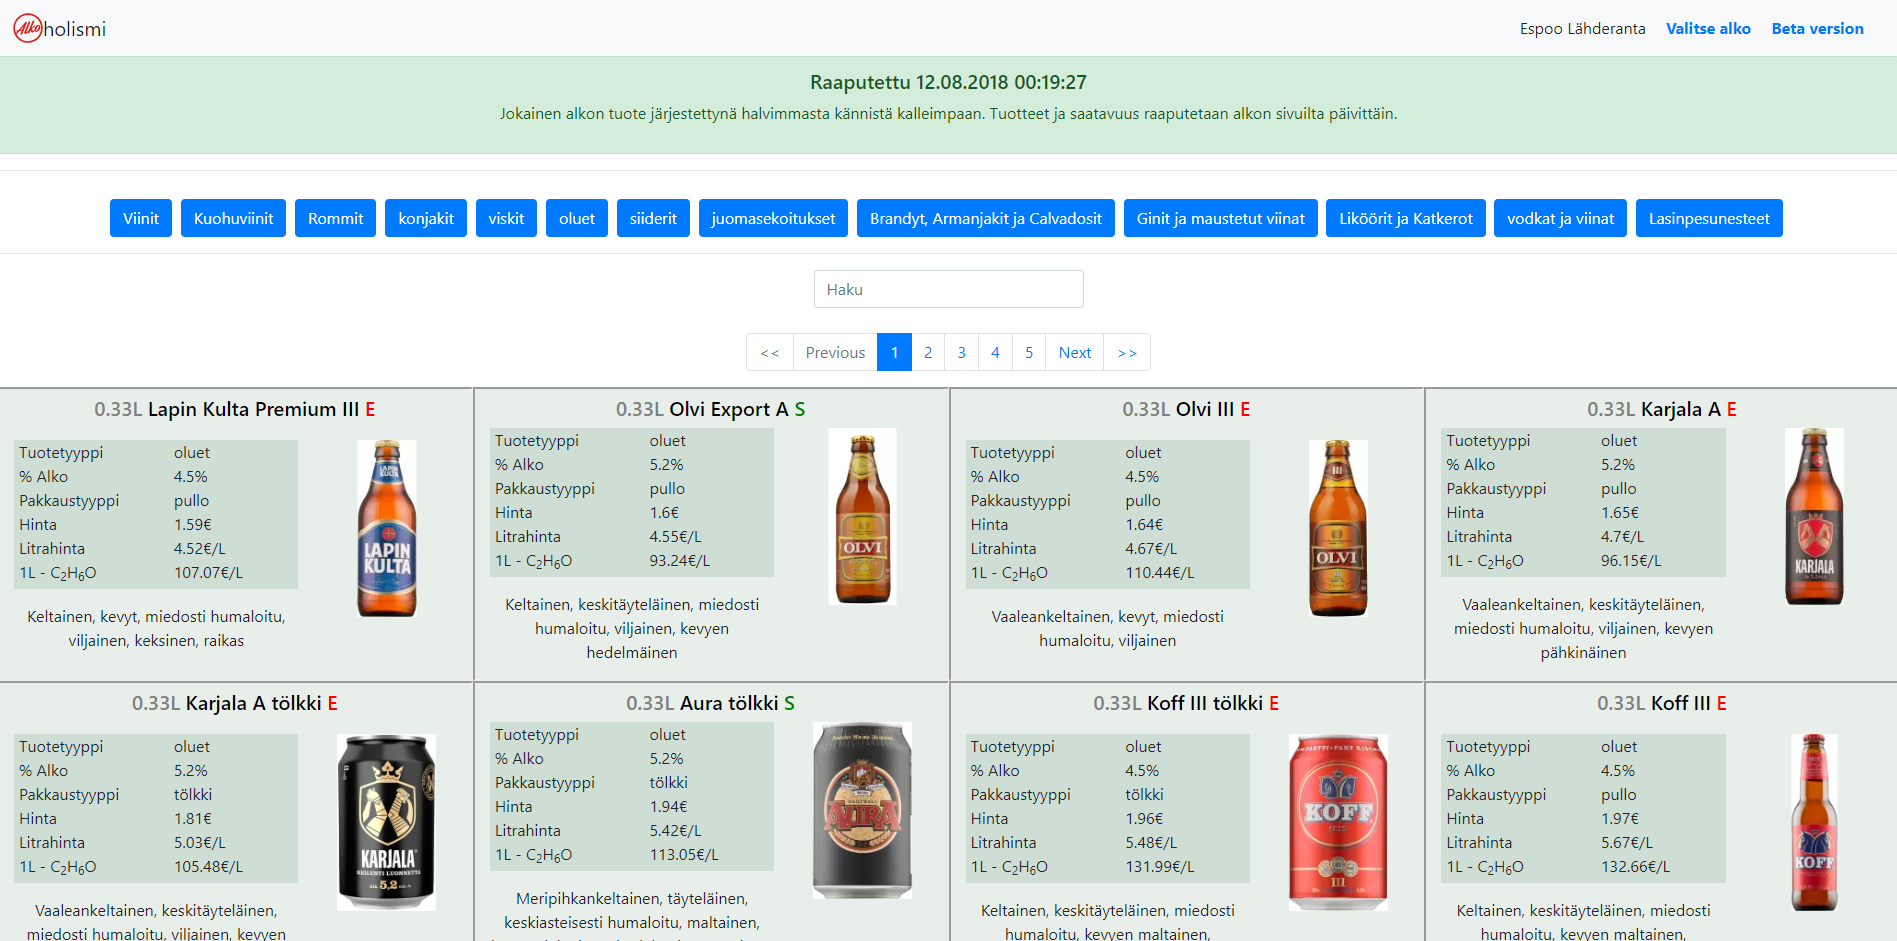 Alkoholismi
Espoo Lähderanta Valitse alko Beta version
Raaputettu 12.08.2018 00:19:27
Jokainen alkon tuote järjestettynä halvimmasta kännistä kalleimpaan. Tuotteet ja saatavuus raaputetaan alkon sivuilta päivittäin.
Viinit Kuohuviinit Rommit konjakit viskit oluet siiderit juomasekoitukset Brandyt, Armanjakit ja Calvadosit Ginit ja maustetut viinat Liköörit ja Katkerot vodkat ja viinat Lasinpesunesteet
Haku
<< Previous 1 2 3 4 5 Next >>
0.33L Lapin Kulta Premium III E
Tuotetyyppi oluet
% Alko 4.5%
Pakkaustyyppi pullo
Hinta 1.59€
Litrahinta 4.52€/L
1L - C₂H₆O 107.07€/L
LAPIN
KULTA
LAPIN
KULTA
Keltainen, kevyt, miedosti humaloitu,
viljainen, keksinen, raikas
0.33L Olvi Export A S
Tuotetyyppi oluet
% Alko 5.2%
Pakkaustyyppi pullo
Hinta 1.6€
Litrahinta 4.55€/L
1L - C₂H₆O 93.24€/L
OLVI
Keltainen, keskitäyteläinen, miedosti
humaloitu, viljainen, kevyen
hedelmäinen
0.33L Olvi III E
Tuotetyyppi oluet
% Alko 4.5%
Pakkaustyyppi pullo
Hinta 1.64€
Litrahinta 4.67€/L
1L - C₂H₆O 110.44€/L
III
OLVI
Vaaleankeltainen, kevyt, miedosti
humaloitu, viljainen
0.33L Karjala A E
Tuotetyyppi oluet
% Alko 5.2%
Pakkaustyyppi pullo
Hinta 1.65€
Litrahinta 4.7€/L
1L - C₂H₆O 96.15€/L
KARJALA
Vaaleankeltainen, keskitäyteläinen,
miedosti humaloitu, viljainen, kevyen
pähkinäinen
0.33L Karjala A tölkki E
Tuotetyyppi oluet
% Alko 5.2%
Pakkaustyyppi tölkki
Hinta 1.81€
Litrahinta 5.03€/L
1L - C₂H₆O 105.48€/L
KARJALA
REILUSTI LUONNETTA
Alk. 5,2
Vaaleankeltainen, keskitäyteläinen,
miedosti humaloitu, viljainen, kevyen
0.33L Aura tölkki S
Tuotetyyppi oluet
% Alko 5.2%
Pakkaustyyppi tölkki
Hinta 1.94€
Litrahinta 5.42€/L
1L - C₂H₆O 113.05€/L
HARTWALL
AURA
Meripihkankeltainen, täyteläinen,
keskiasteisesti humaloitu, maltainen,
0.33L Koff III tölkki E
Tuotetyyppi oluet
% Alko 4.5%
Pakkaustyyppi tölkki
Hinta 1.96€
Litrahinta 5.48€/L
1L - C₂H₆O 131.99€/L
KOFF
III
Keltainen, keskitäyteläinen, miedosti
humaloitu, kevyen maltainen,
0.33L Koff III E
Tuotetyyppi oluet
% Alko 4.5%
Pakkaustyyppi pullo
Hinta 1.97€
Litrahinta 5.67€/L
1L - C₂H₆O 132.66€/L
KOFF
Keltainen, keskitäyteläinen, miedosti
humaloitu, kevyen maltainen,